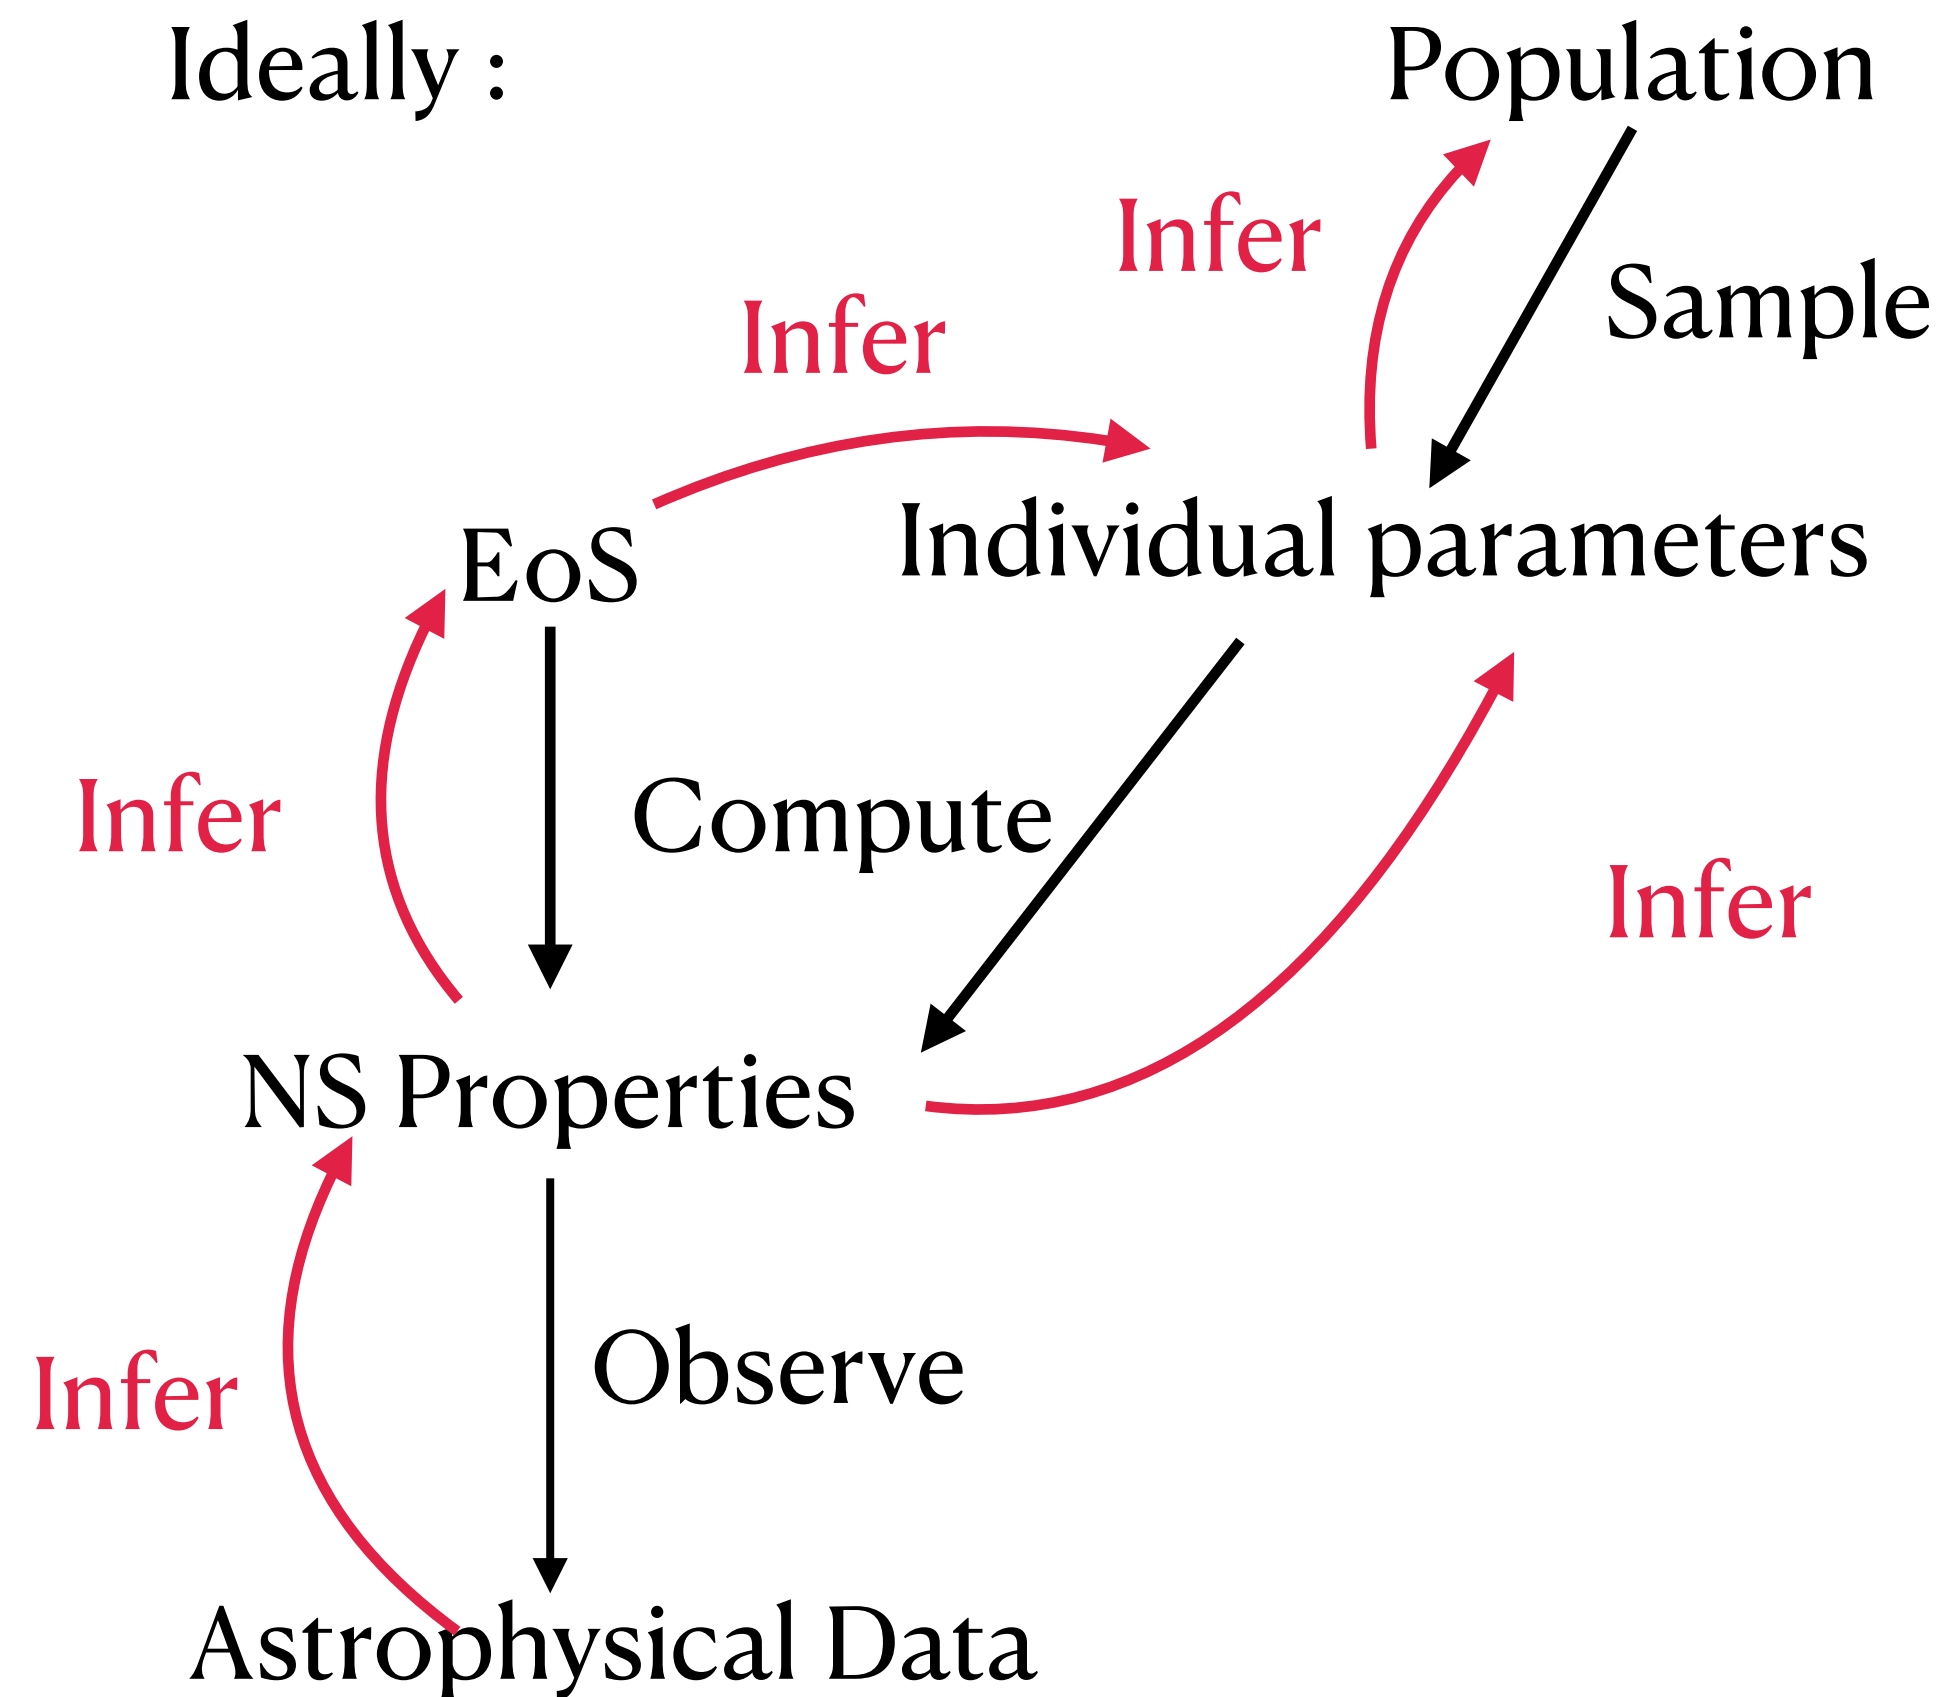 Ideally :
Population
Infer
Sample
Infer
EoS
Individual parameters
Infer
Compute
Infer
NS Properties
Infer
Observe
Astrophysical Data